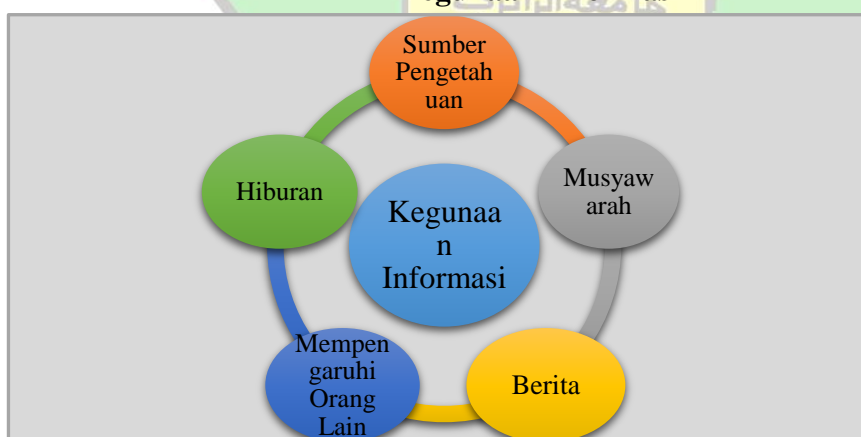 Sumber
Pengetah
uan
Musyaw
arah
Berita
Mempen
garuhi
Orang
Lain
Hiburan
Kegunaa
n
Informasi